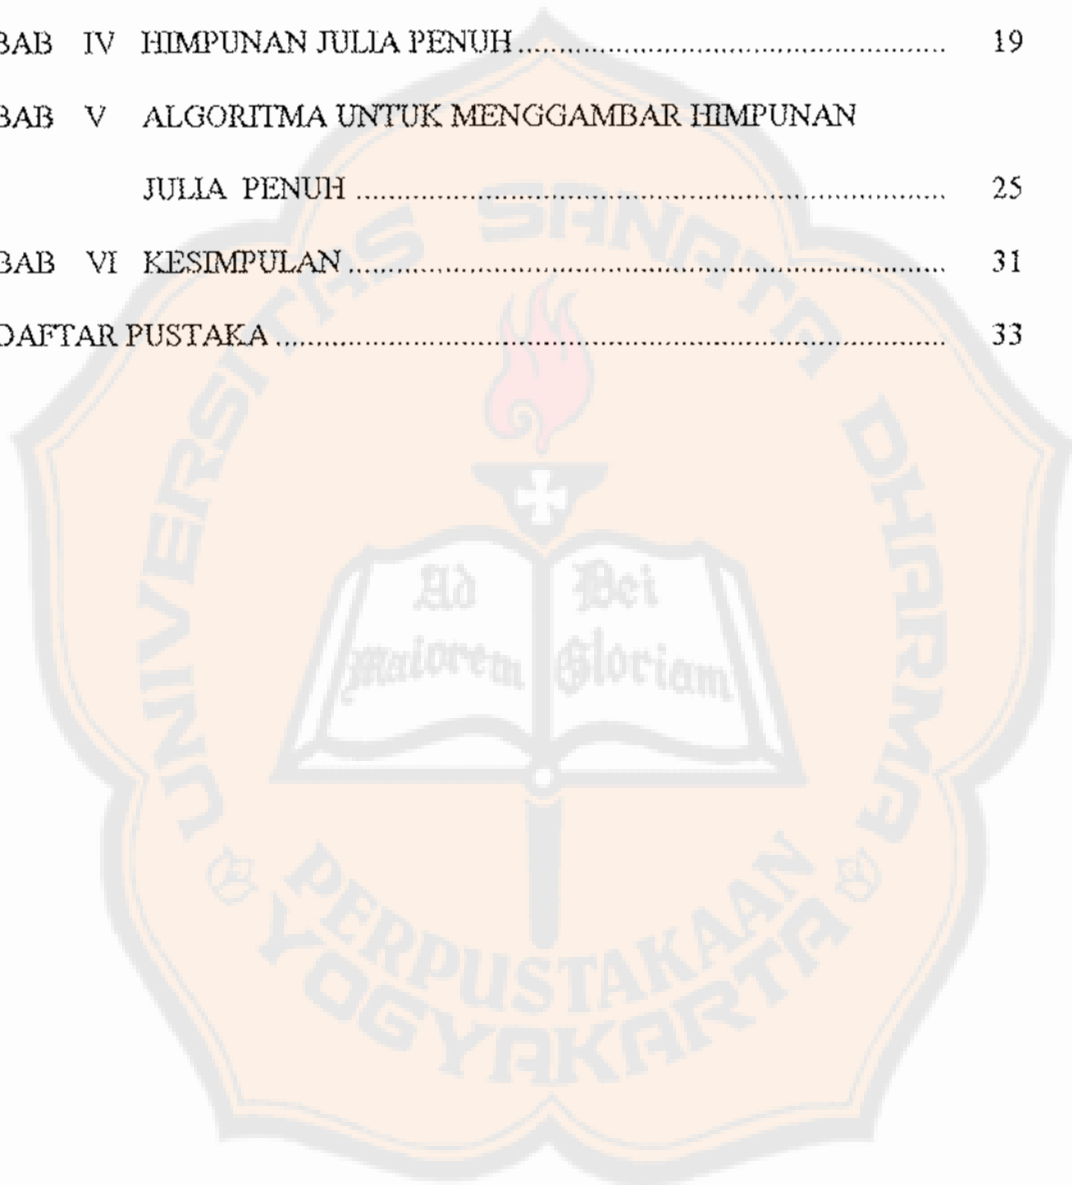 BAB IV HIMPUNAN JULIA PENUH ................................................ 19
BAB V ALGORITMA UNTUK MENGGAMBAR HIMPUNAN
JULIA PENUH ................................................................ 25
BAB VI KESIMPULAN ................................................................ 31
DAFTAR PUSTAKA ................................................................ 33
UNIVERSITAS SANATA DHARMA
Ad Dei
maiorem Gloriam
PERPUSTAKAAN
YOGYAKARTA